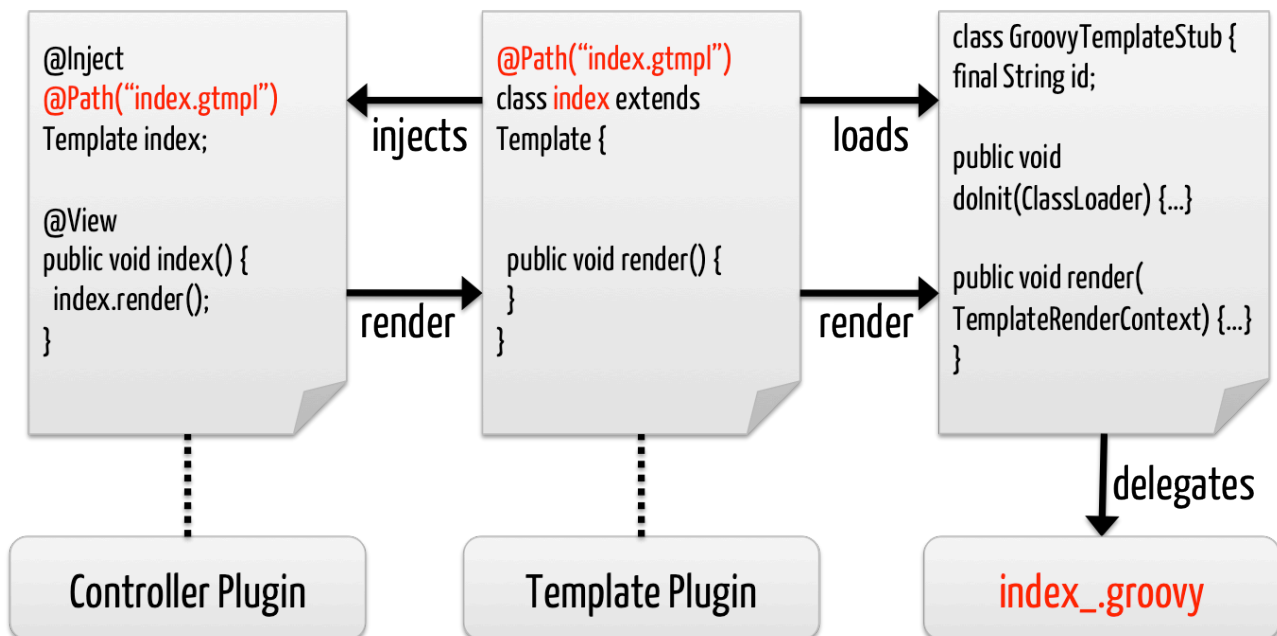 @Inject
@Path(“index.gtmpl”)
Template index;
@View
public void index() {
index.render();
}
injects
render
@Path(“index.gtmpl”)
class index extends
Template {
public void render() {
}
}
loads
render
class GroovyTemplateStub {
final String id;
public void
doInit(ClassLoader) {...}
public void render(
TemplateRenderContext) {...}
}
delegates
Controller Plugin
Template Plugin
index_.groovy